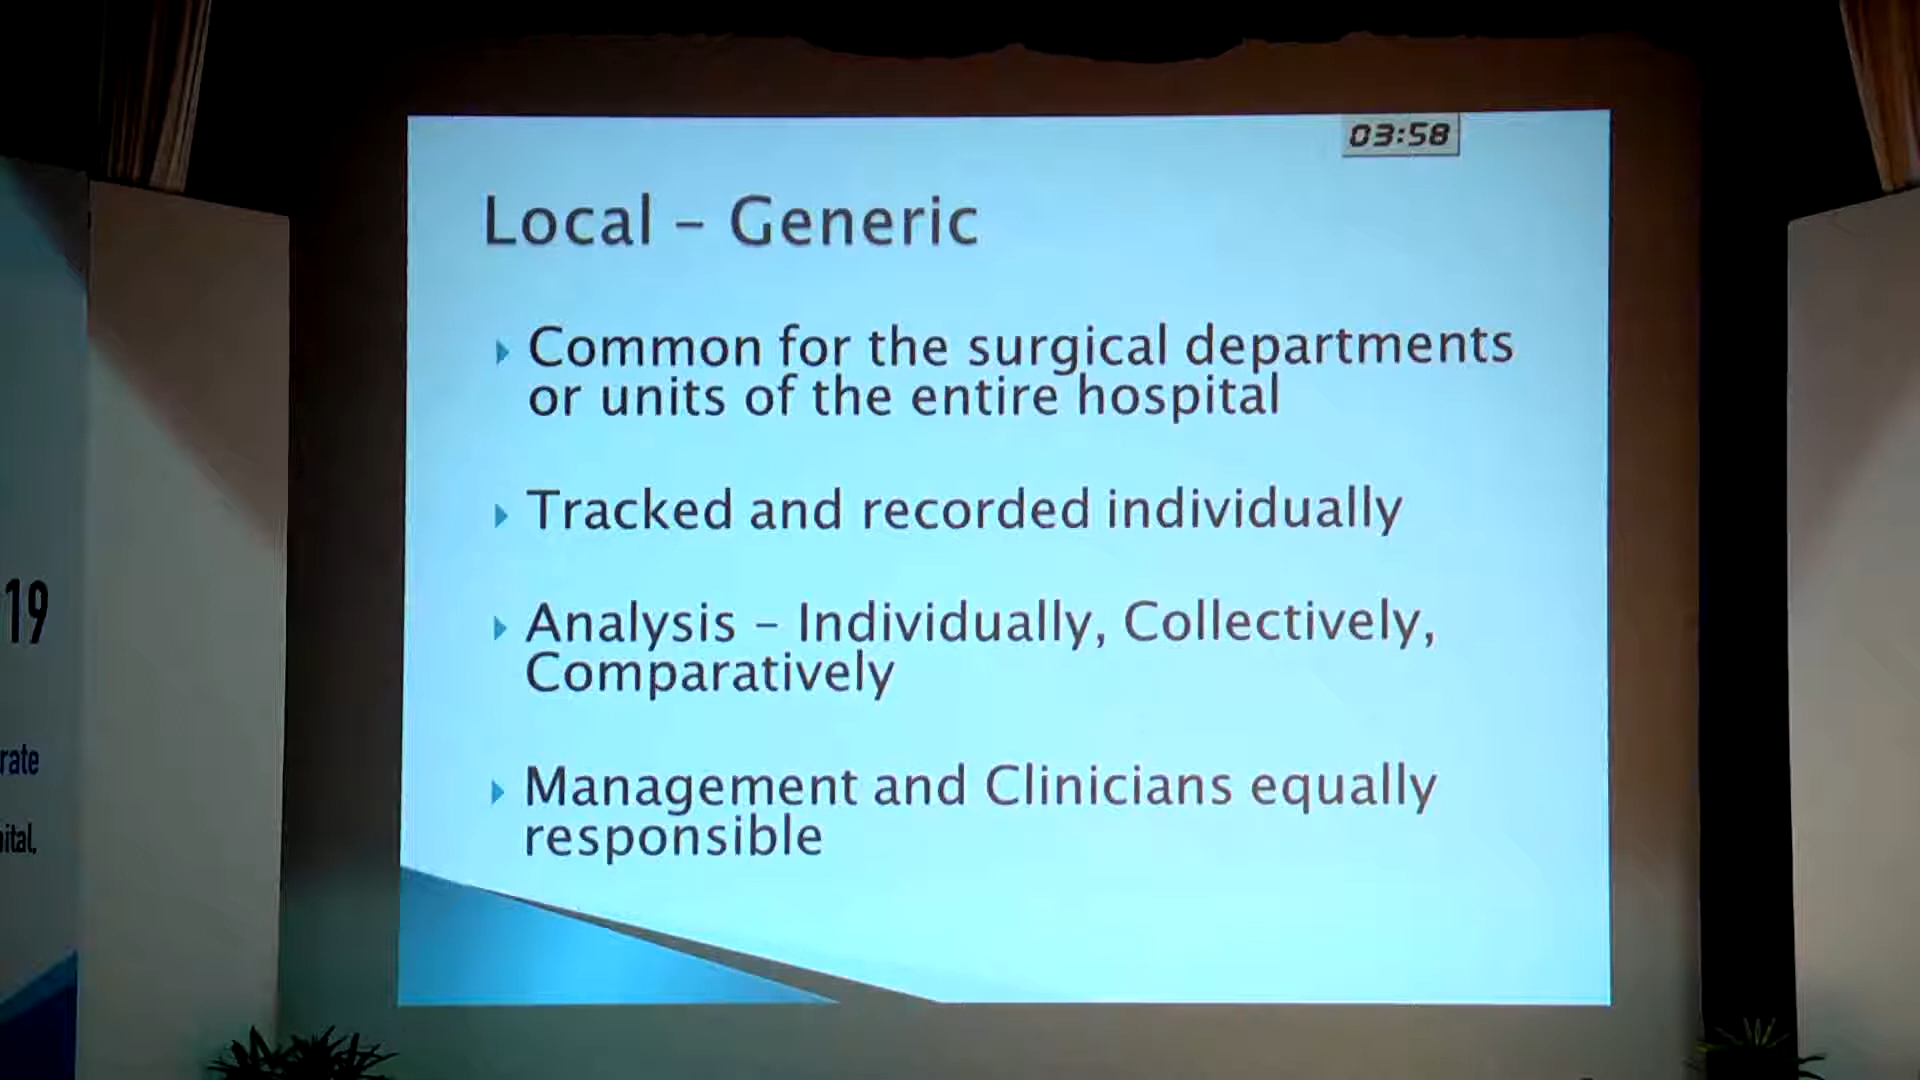 03:58
Local – Generic
Common for the surgical departments
or units of the entire hospital
Tracked and recorded individually
Analysis – Individually, Collectively,
Comparatively
Management and Clinicians equally
responsible
19
rate
ital,